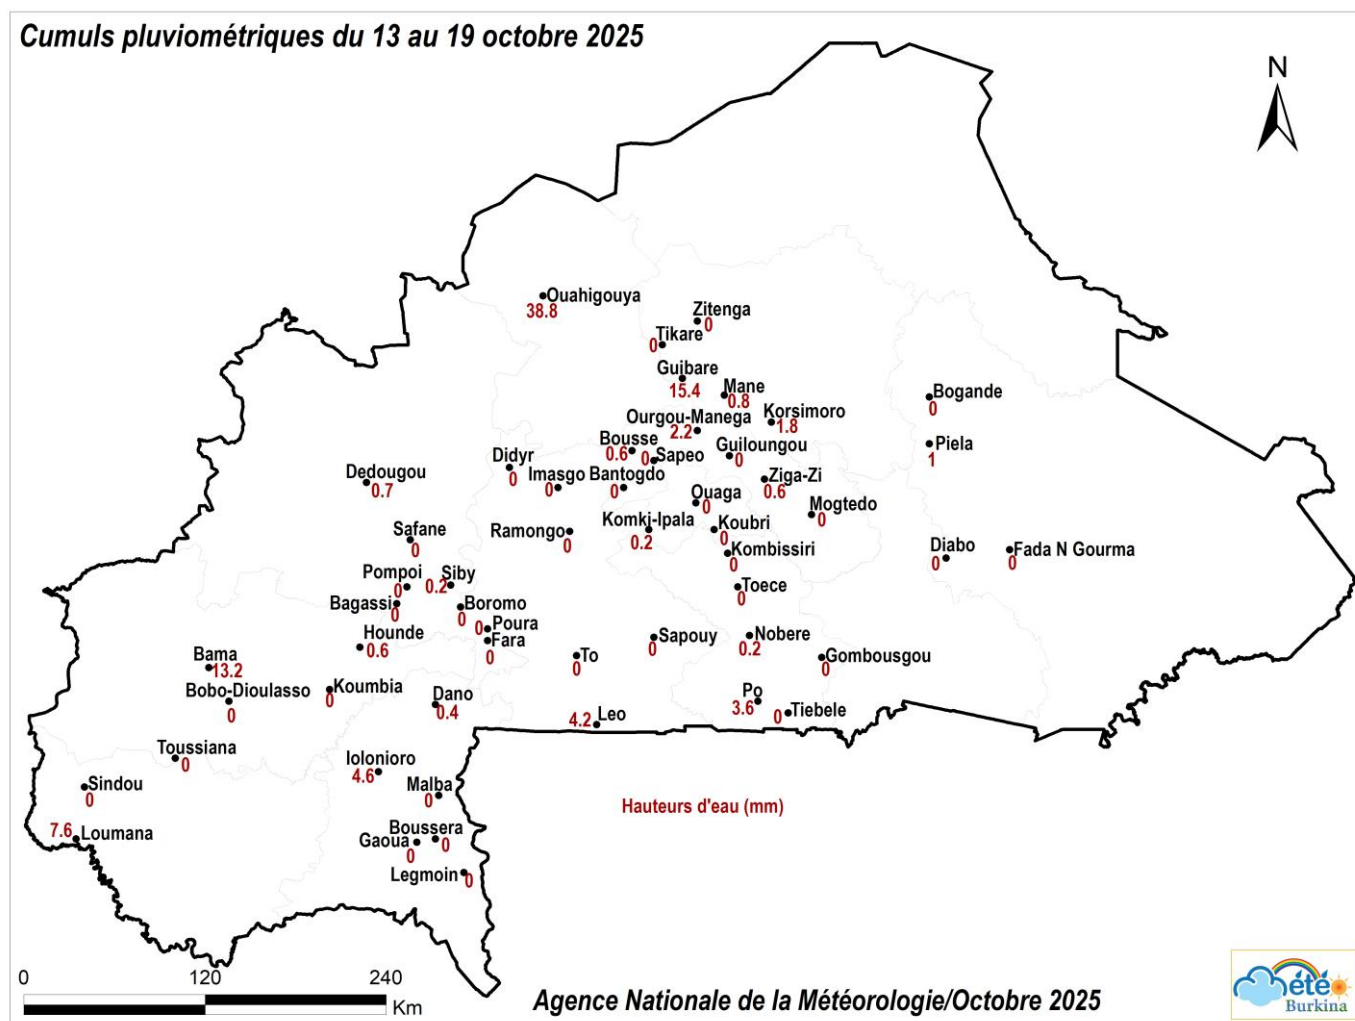 Cumuls pluviométriques du 13 au 19 octobre 2025
N
Ouahigouya
38.8
Zitenga
0
Tikare
0
Guibare
15.4
Mane
0.8
Bogande
0
Korsimoro
1.8
Ourgou-Manega
2.2
Bousse
0.6
Sapeo
0
Guiloungou
0
Piela
1
Didyr
0
Dedougou
0.7
Imasgo
0
Bantogdo
0
Ziga-Zi
0.6
Ouaga
0
Mogtedo
0
Safane
0
Ramongo
0
Komki-Ipala
0.2
Koubri
0
Kombissiri
0
Diabo
0
Fada N Gourma
0
Pompoi
0
Siby
0.2
Toece
0
Bagassi
0
Boromo
0
Poura
0
Fara
0
Hounde
0.6
To
0
Sapouy
0
Nobere
0.2
Gombousgou
0
Bama
13.2
Bobo-Dioulasso
0
Koumbia
0
Dano
0.4
Po
3.6
Tiebele
0
Leo
4.2
Toussiana
0
Iolonioro
4.6
Sindou
0
Malba
0
Hauteurs d'eau (mm)
Loumana
7.6
Boussera
0
Gaoua
0
Legmoin
0
0 120 240
Km
Agence Nationale de la Météorologie/Octobre 2025
été
Burkina